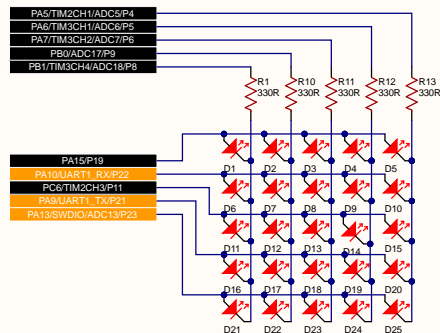 PA5/TIM2CH1/ADC5/P4
PA6/TIM3CH1/ADC6/P5
PA7/TIM3CH2/ADC7/P6
PB0/ADC17/P9
PB1/TIM3CH4/ADC18/P8
R1 R10 R11 R12 R13
330R 330R 330R 330R 330R
PA15/P19
PA10/UART1_RX/P22
PC6/TIM2CH3/P11
PA9/UART1_TX/P21
PA13/SWDIO/ADC13/P23
D1 D2 D3 D4 D5
D6 D7 D8 D9 D10
D11 D12 D13 D14 D15
D16 D17 D18 D19 D20
D21 D22 D23 D24 D25